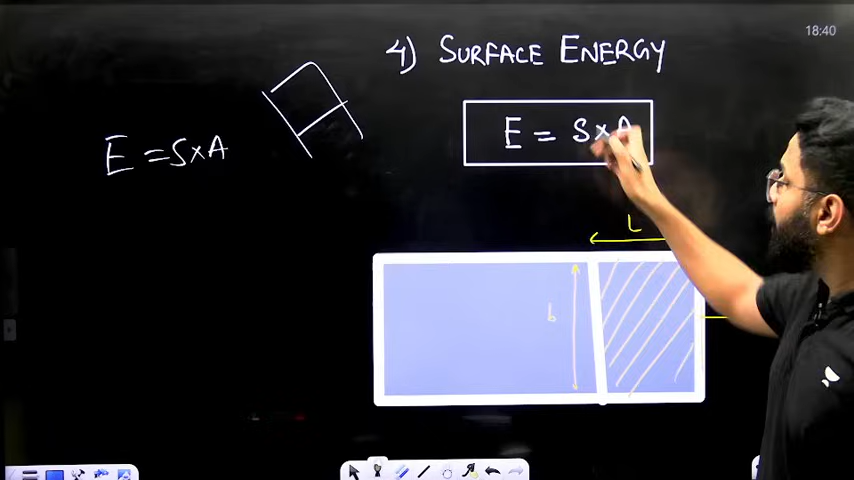 18:40
4) SURFACE ENERGY
E = S×A
E = S×A
L
b